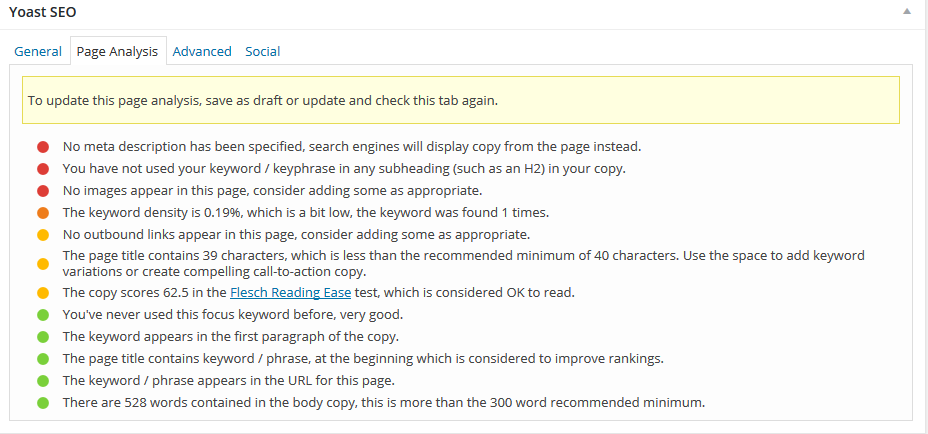 Yoast SEO
General Page Analysis Advanced Social
To update this page analysis, save as draft or update and check this tab again.
No meta description has been specified, search engines will display copy from the page instead.
You have not used your keyword / keyphrase in any subheading (such as an H2) in your copy.
No images appear in this page, consider adding some as appropriate.
The keyword density is 0.19%, which is a bit low, the keyword was found 1 times.
No outbound links appear in this page, consider adding some as appropriate.
The page title contains 39 characters, which is less than the recommended minimum of 40 characters. Use the space to add keyword
variations or create compelling call-to-action copy.
The copy scores 62.5 in the Flesch Reading Ease test, which is considered OK to read.
You've never used this focus keyword before, very good.
The keyword appears in the first paragraph of the copy.
The page title contains keyword / phrase, at the beginning which is considered to improve rankings.
The keyword / phrase appears in the URL for this page.
There are 528 words contained in the body copy, this is more than the 300 word recommended minimum.